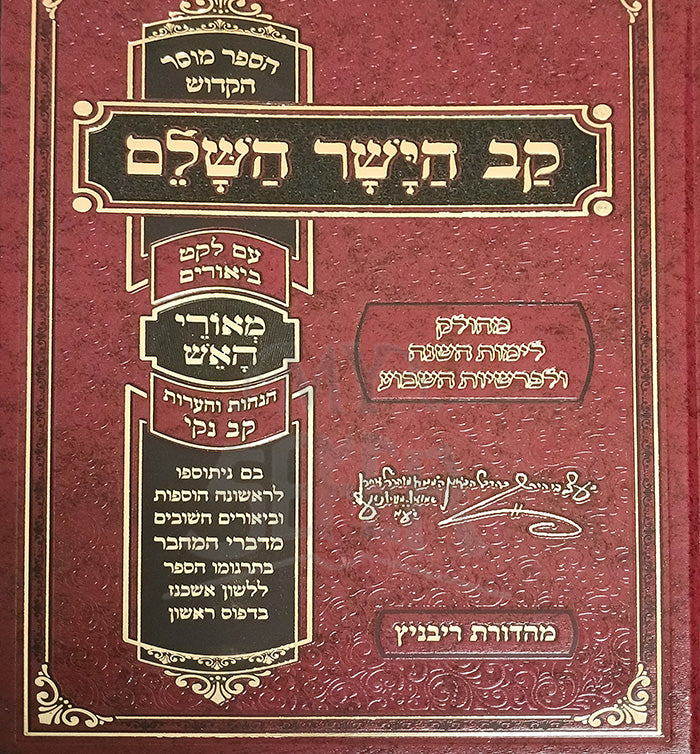 הספר מוסר
הקדוש
קַב הַיָּשָׁר הַשָּׁלֵם
עם לקט
ביאורים
מְאוֹרֵי
הָאֵשׁ
הגהות והערות
קב נקי
בם ניתוספו
לראשונה הוספות
וביאורים חשובים
מדברי המחבר
בתרגומו הספר
ללשון אשכנז
בדפוס ראשון
מחולק
לימות השנה
ולפרשיות השבוע
מהדורת ריבניץ